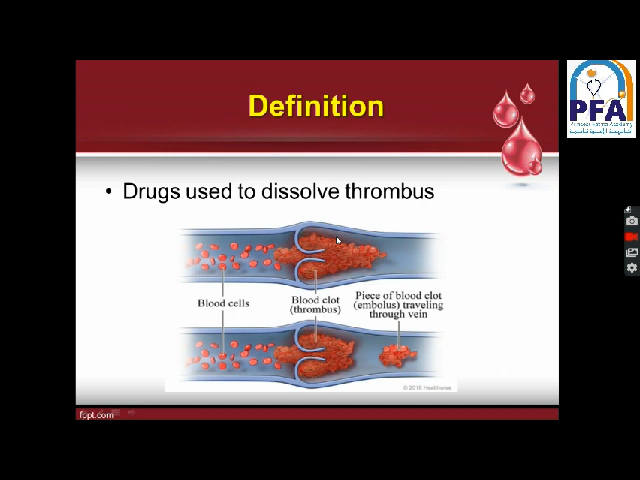 Definition
PFA
• Drugs used to dissolve thrombus
Blood cells
Blood clot
(thrombus)
Piece of blood clot
(embolus) traveling
through vein
fppt.com